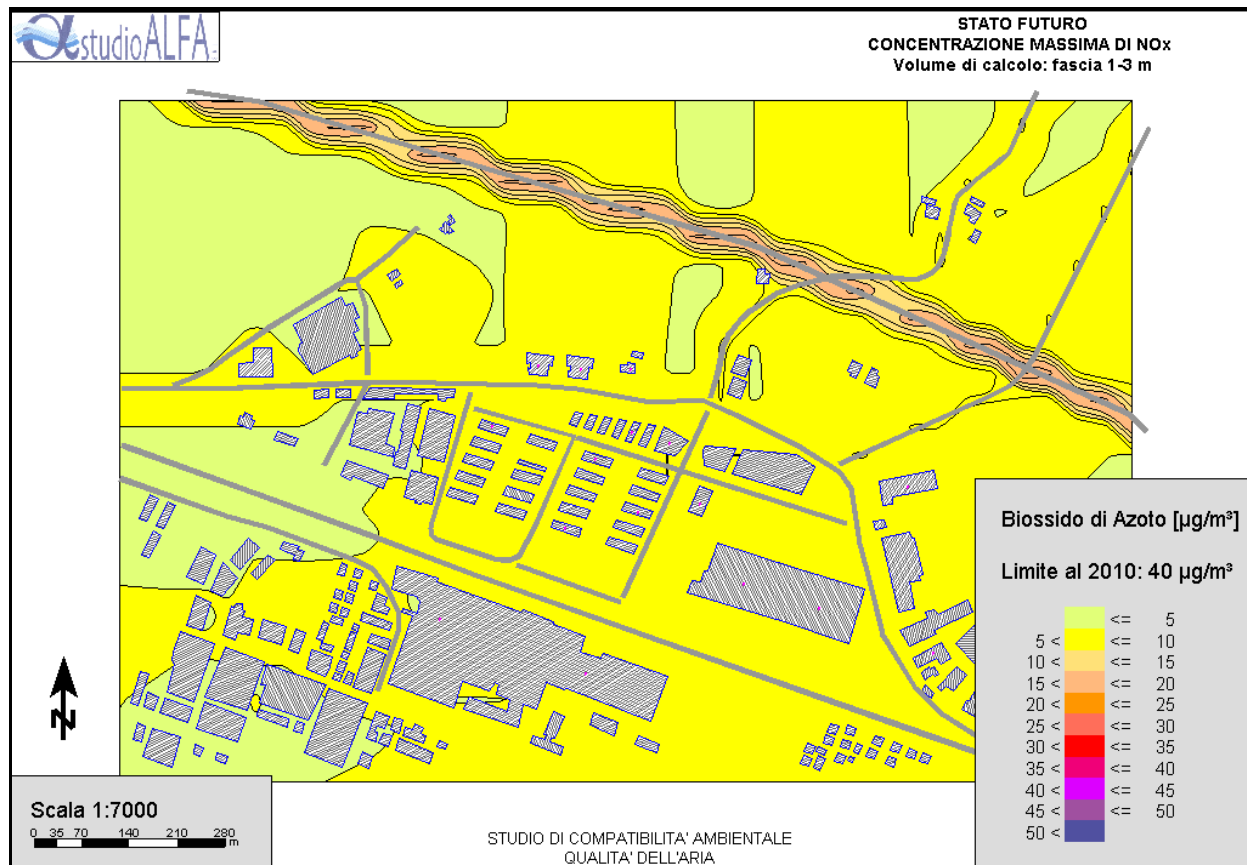 αstudioALFA
STATO FUTURO
CONCENTRAZIONE MASSIMA DI NOx
Volume di calcolo: fascia 1-3 m
Biossido di Azoto [µg/m³]
Limite al 2010: 40 µg/m³
<= 5
5 < <= 10
10 < <= 15
15 < <= 20
20 < <= 25
25 < <= 30
30 < <= 35
35 < <= 40
40 < <= 45
45 < <= 50
50 <
N
Scala 1:7000
0 35 70 140 210 280
m
STUDIO DI COMPATIBILITA' AMBIENTALE
QUALITA' DELL'ARIA